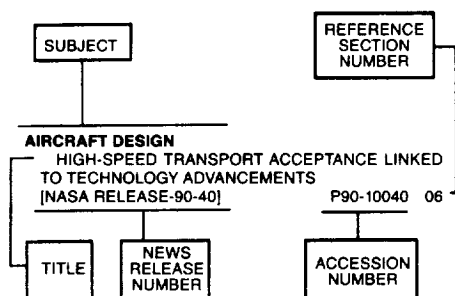 SUBJECT
REFERENCE
SECTION
NUMBER
AIRCRAFT DESIGN
HIGH-SPEED TRANSPORT ACCEPTANCE LINKED
TO TECHNOLOGY ADVANCEMENTS
[NASA RELEASE-90-40] P90-10040 06
TITLE
NEWS
RELEASE
NUMBER
ACCESSION
NUMBER